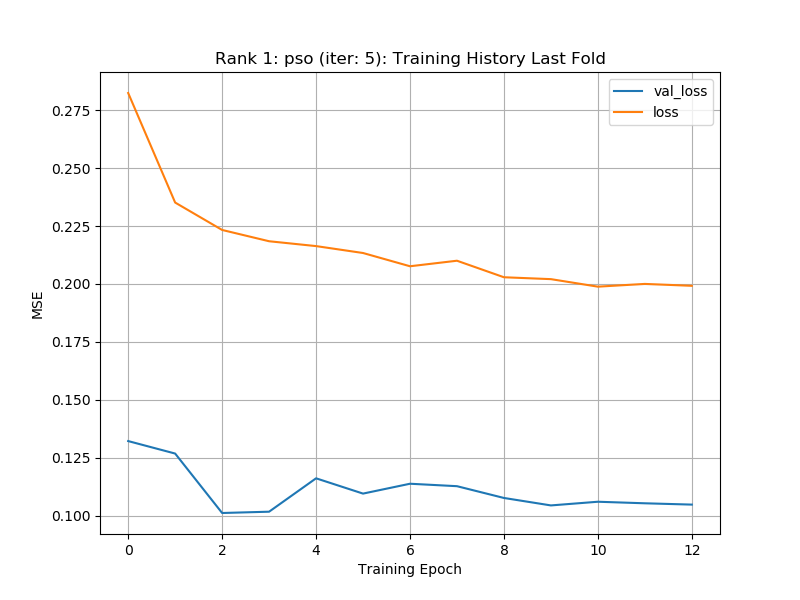 Rank 1: pso (iter: 5): Training History Last Fold
val_loss
loss
0.275
0.250
0.225
0.200
0.175
0.150
0.125
0.100
MSE
0 2 4 6 8 10 12
Training Epoch